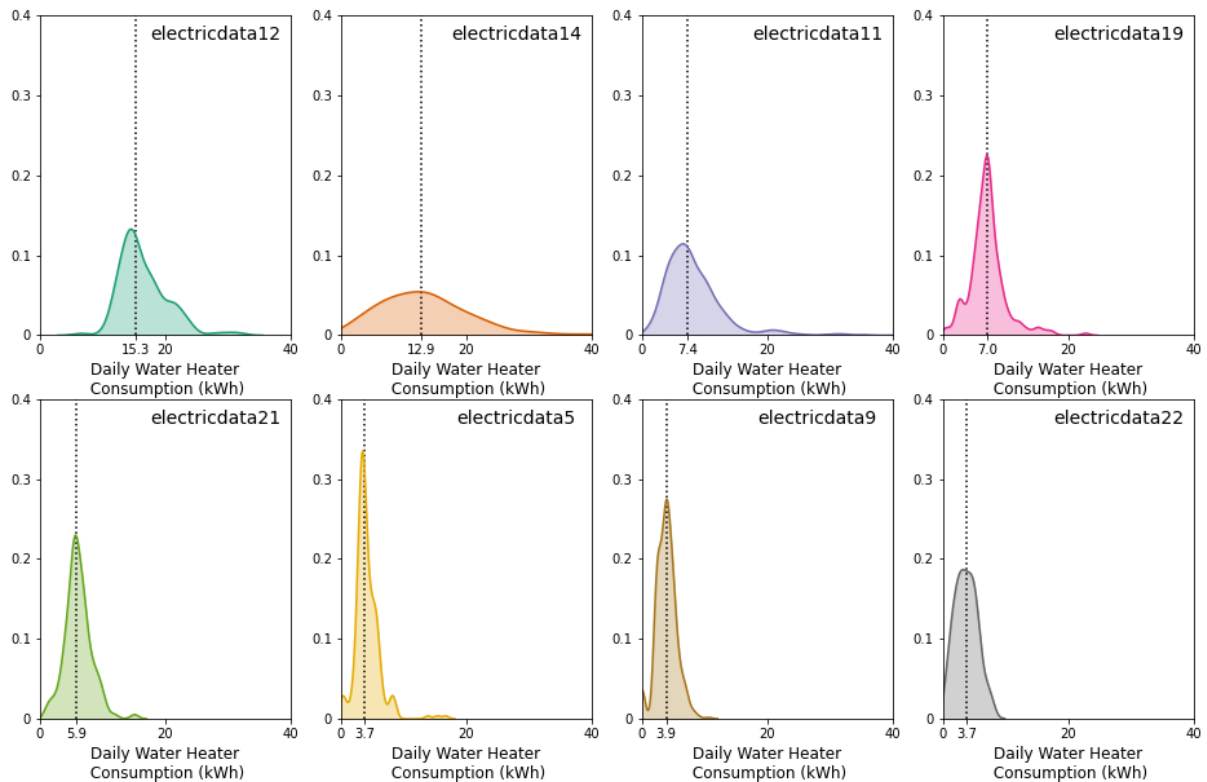 0.4
0.3
0.2
0.1
0
electricdata12
0 15.3 20 40
Daily Water Heater
Consumption (kWh)
0.4
0.3
0.2
0.1
0
electricdata14
0 12.9 20 40
Daily Water Heater
Consumption (kWh)
0.4
0.3
0.2
0.1
0
electricdata11
0 7.4 20 40
Daily Water Heater
Consumption (kWh)
0.4
0.3
0.2
0.1
0
electricdata19
0 7.0 20 40
Daily Water Heater
Consumption (kWh)
0.4
0.3
0.2
0.1
0
electricdata21
0 5.9 20 40
Daily Water Heater
Consumption (kWh)
0.4
0.3
0.2
0.1
0
electricdata5
0 3.7 20 40
Daily Water Heater
Consumption (kWh)
0.4
0.3
0.2
0.1
0
electricdata9
0 3.9 20 40
Daily Water Heater
Consumption (kWh)
0.4
0.3
0.2
0.1
0
electricdata22
0 3.7 20 40
Daily Water Heater
Consumption (kWh)